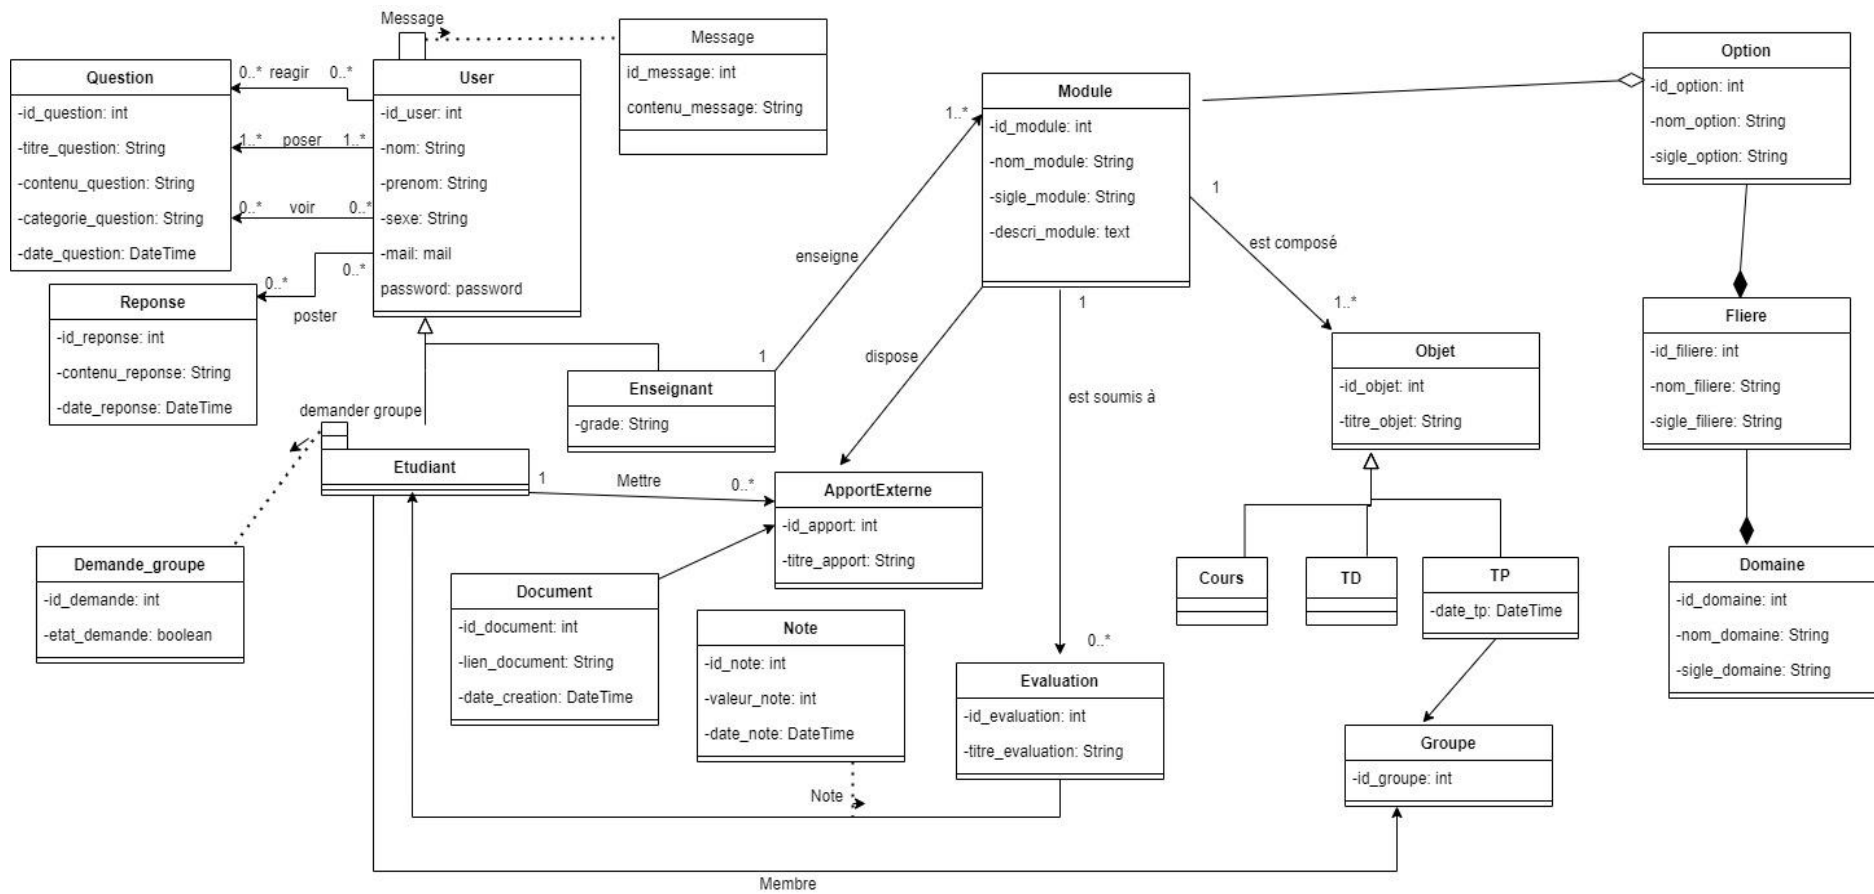 Message
Message
id_message: int
contenu_message: String
Question
-id_question: int
-titre_question: String
-contenu_question: String
-categorie_question: String
-date_question: DateTime
0..* reagir 0..*
1..* poser 1..*
0..* voir 0..*
0..*
0..*
poster
User
-id_user: int
-nom: String
-prenom: String
-sexe: String
-mail: mail
password: password
Reponse
-id_reponse: int
-contenu_reponse: String
-date_reponse: DateTime
Module
-id_module: int
-nom_module: String
-sigle_module: String
-descri_module: text
Option
-id_option: int
-nom_option: String
-sigle_option: String
1..*
enseigne
1
1
est composé
1..*
dispose
1
est soumis à
0..*
Enseignant
-grade: String
Objet
-id_objet: int
-titre_objet: String
Fliere
-id_filiere: int
-nom_filiere: String
-sigle_filiere: String
demander groupe
Etudiant
1
Mettre
0..*
ApportExterne
-id_apport: int
-titre_apport: String
Demande_groupe
-id_demande: int
-etat_demande: boolean
Document
-id_document: int
-lien_document: String
-date_creation: DateTime
Note
-id_note: int
-valeur_note: int
-date_note: DateTime
Note
Evaluation
-id_evaluation: int
-titre_evaluation: String
Cours
TD
TP
-date_tp: DateTime
Domaine
-id_domaine: int
-nom_domaine: String
-sigle_domaine: String
Groupe
-id_groupe: int
Membre